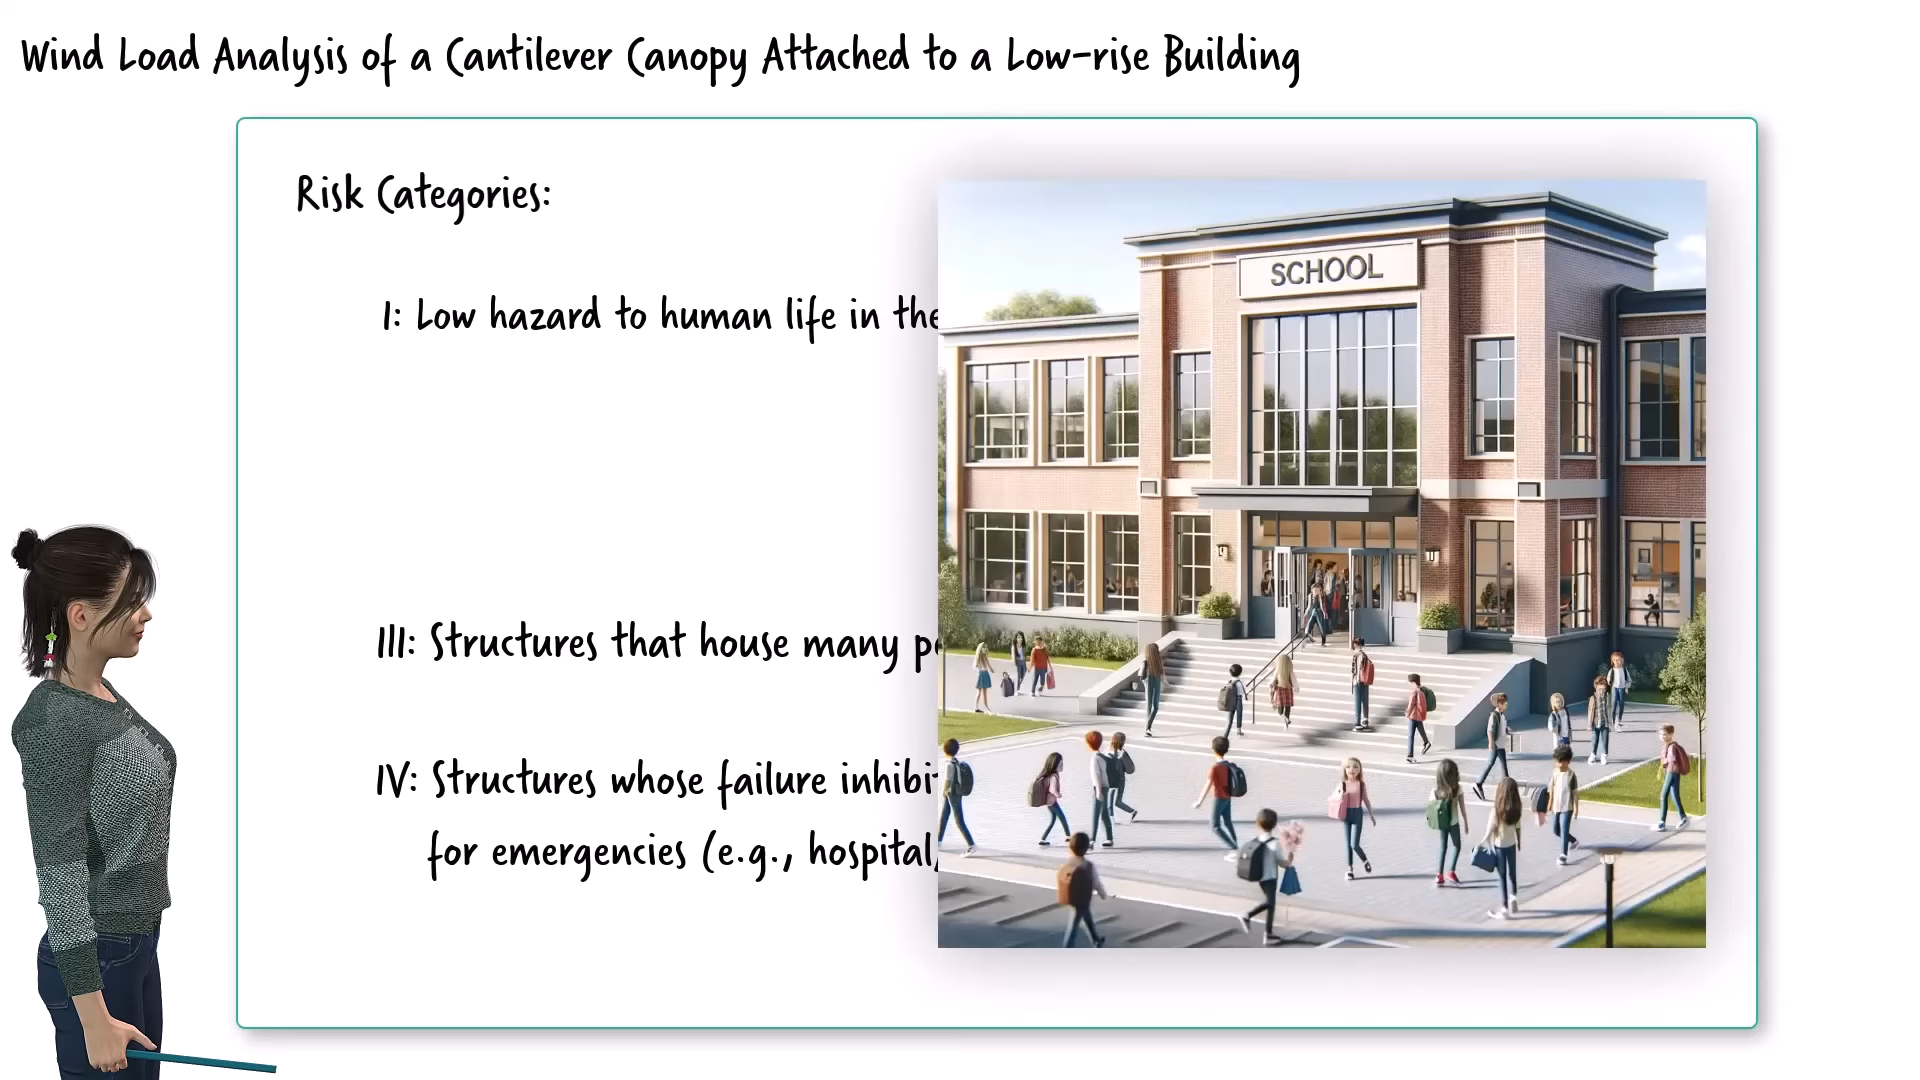 Wind Load Analysis of a Cantilever Canopy Attached to a Low-rise Building
Risk Categories:
SCHOOL
I: Low hazard to human life in the
III: Structures that house many
IV: Structures whose failure
for emergencies (e.g., hospital,